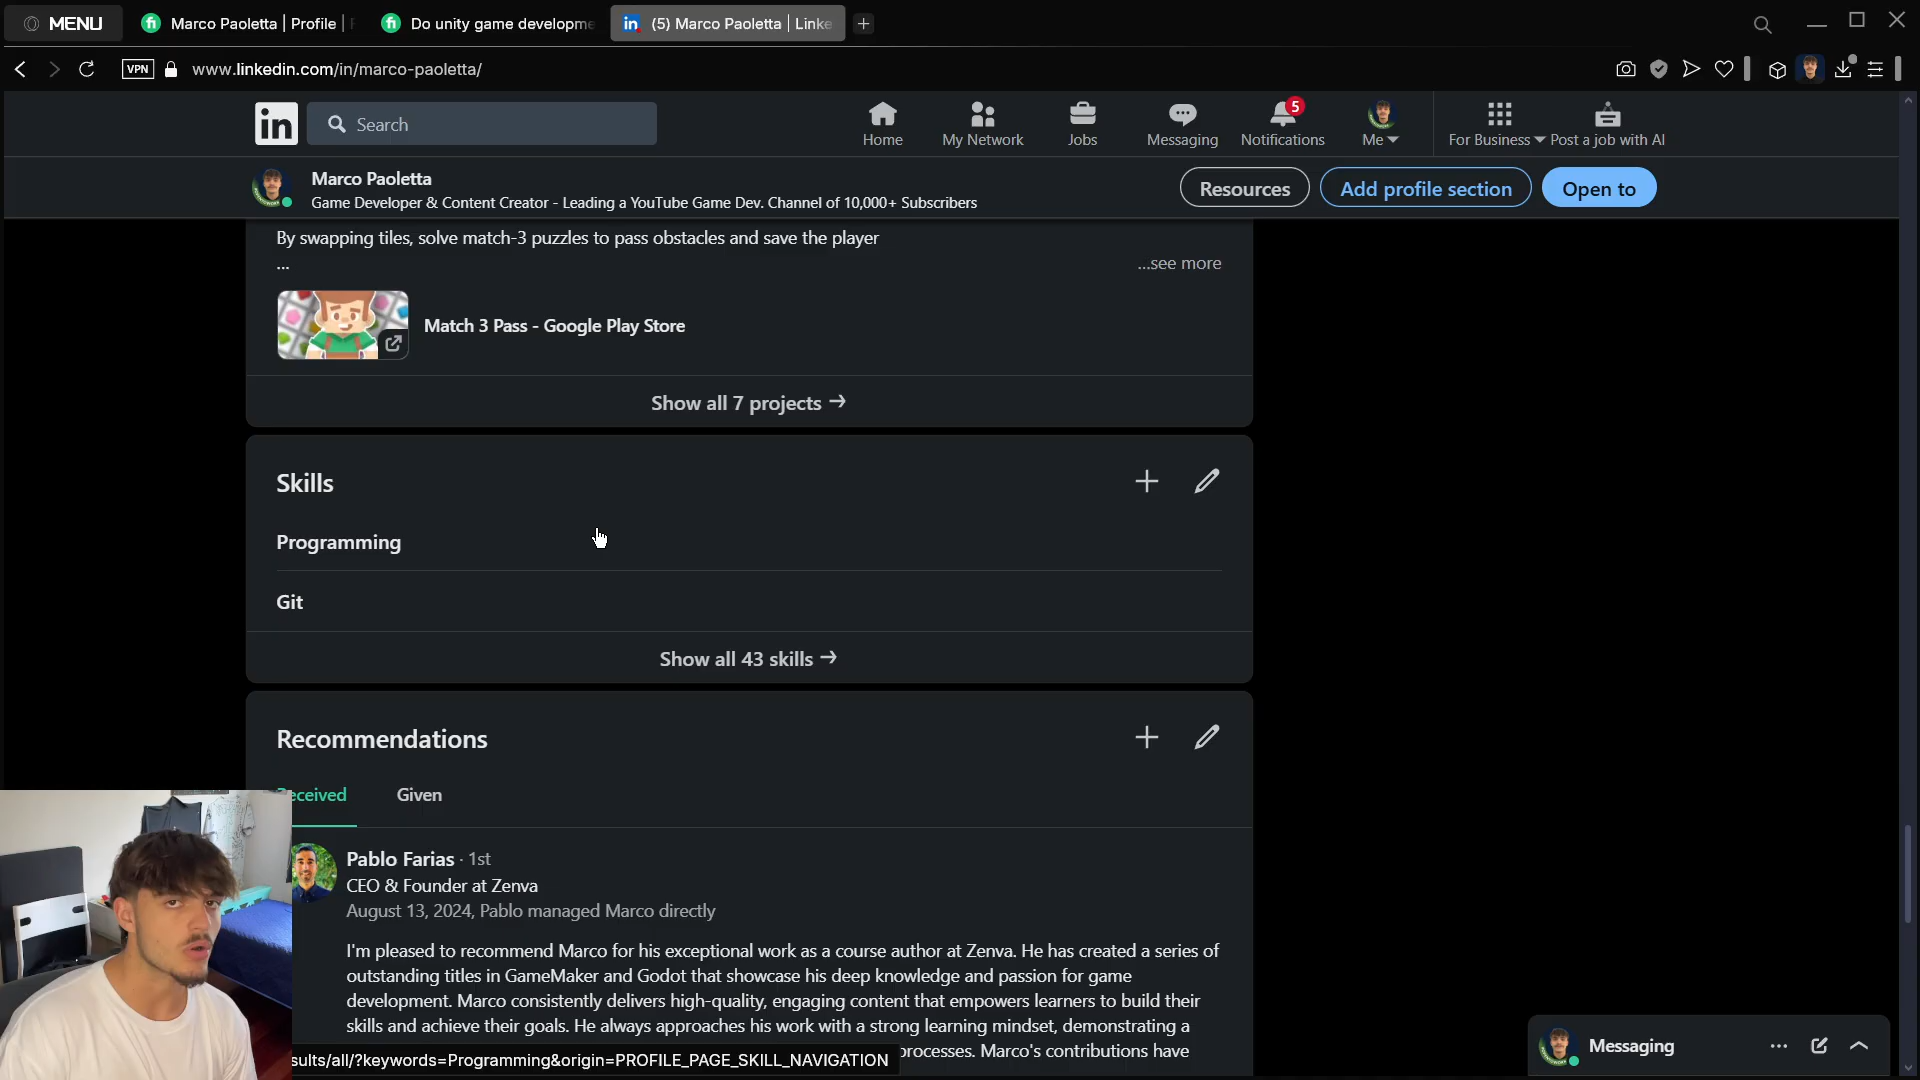 MENU
Marco Paoletta | Profile |
Do unity game developme
(5) Marco Paoletta | Linke
VPN
www.linkedin.com/in/marco-paoletta/
in
Search
Home
My Network
Jobs
Messaging
5
Notifications
Me
For Business
Post a job with AI
Marco Paoletta
Game Developer & Content Creator - Leading a YouTube Game Dev. Channel of 10,000+ Subscribers
Resources
Add profile section
Open to
By swapping tiles, solve match-3 puzzles to pass obstacles and save the player
...
...see more
Match 3 Pass - Google Play Store
Show all 7 projects
Skills
Programming
Git
Show all 43 skills
Recommendations
eceived
Given
Pablo Farias · 1st
CEO & Founder at Zenva
August 13, 2024, Pablo managed Marco directly
I'm pleased to recommend Marco for his exceptional work as a course author at Zenva. He has created a series of
outstanding titles in GameMaker and Godot that showcase his deep knowledge and passion for game
development. Marco consistently delivers high-quality, engaging content that empowers learners to build their
skills and achieve their goals. He always approaches his work with a strong learning mindset, demonstrating a
processes. Marco's contributions have
sults/all/?keywords=Programming&origin=PROFILE_PAGE_SKILL_NAVIGATION
Messaging